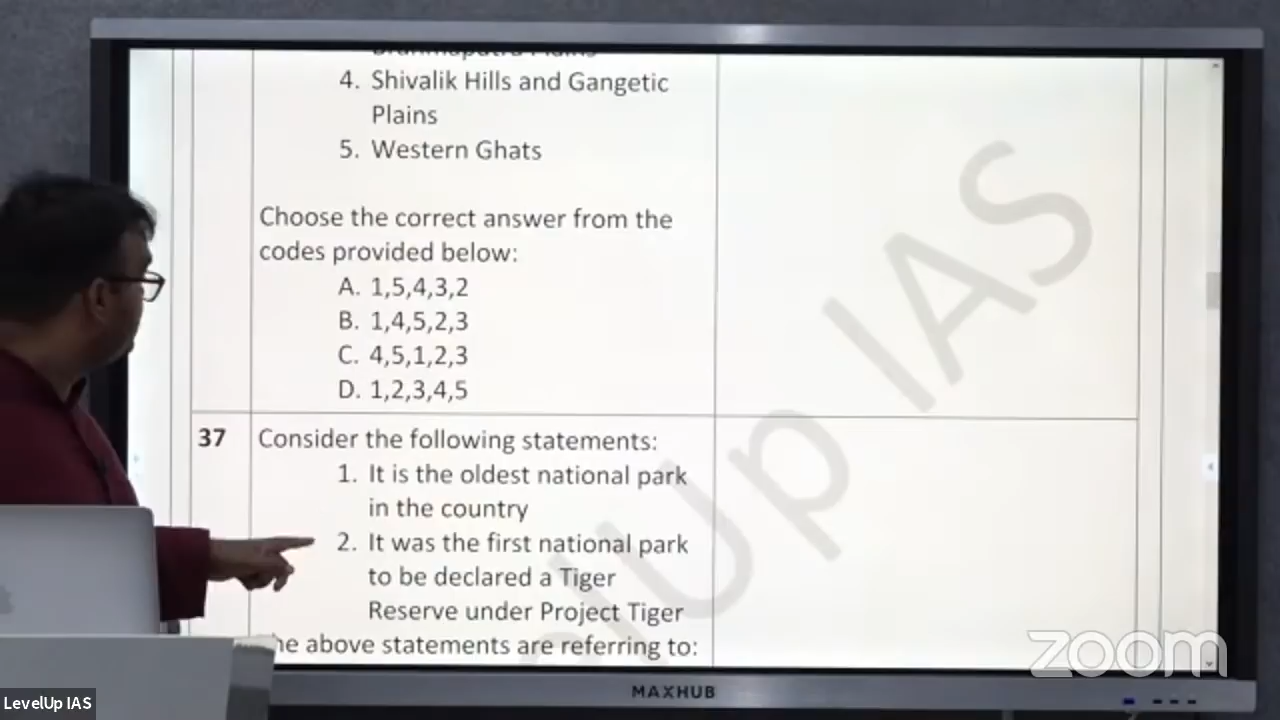 4. Shivalik Hills and Gangetic
Plains
5. Western Ghats
Choose the correct answer from the
codes provided below:
A. 1,5,4,3,2
B. 1,4,5,2,3
C. 4,5,1,2,3
D. 1,2,3,4,5
37 Consider the following statements:
1. It is the oldest national park
in the country
2. It was the first national park
to be declared a Tiger
Reserve under Project Tiger
he above statements are referring to:
elUp IAS
MAXHUB
zoom
LevelUp IAS